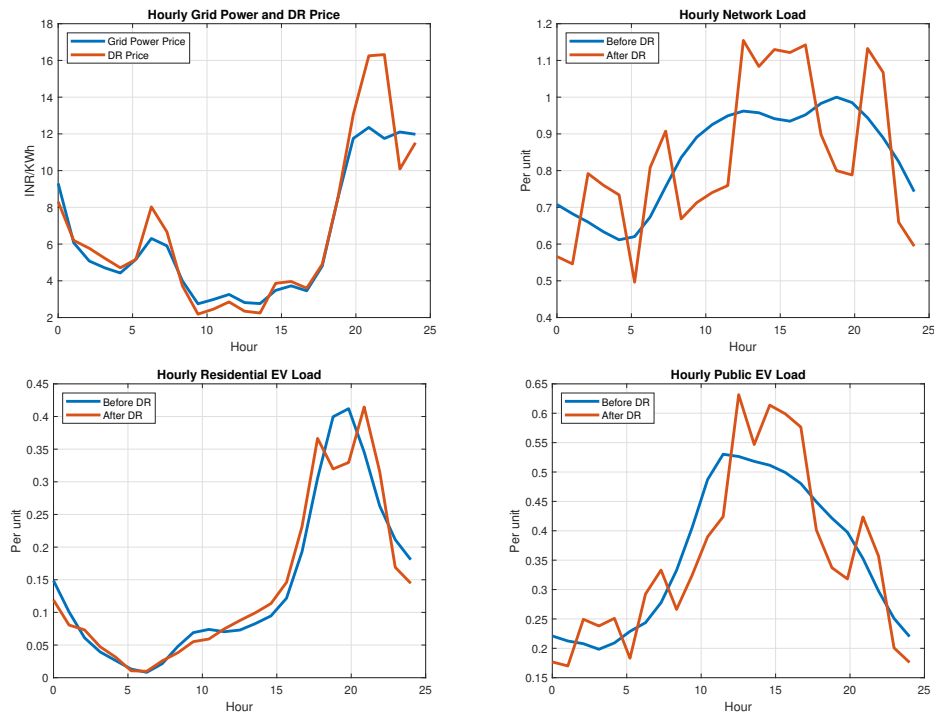 Hourly Grid Power and DR Price
18
16
14
12
10
8
6
4
2
INR/KWh
Grid Power Price
DR Price
0 5 10 15 20 25
Hour
Hourly Network Load
1.2
1.1
1
0.9
0.8
0.7
0.6
0.5
0.4
Per unit
Before DR
After DR
0 5 10 15 20 25
Hour
Hourly Residential EV Load
0.45
0.4
0.35
0.3
0.25
0.2
0.15
0.1
0.05
0
Per unit
Before DR
After DR
0 5 10 15 20 25
Hour
Hourly Public EV Load
0.65
0.6
0.55
0.5
0.45
0.4
0.35
0.3
0.25
0.2
0.15
Per unit
Before DR
After DR
0 5 10 15 20 25
Hour